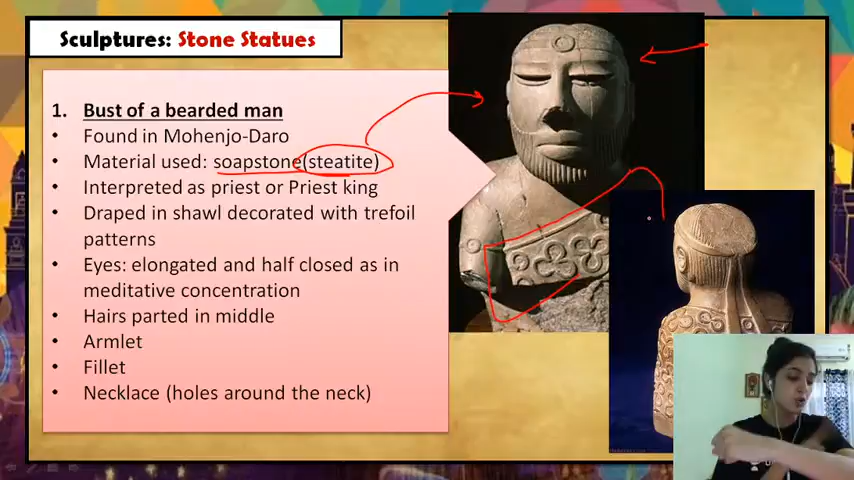 Sculptures: Stone Statues
1. Bust of a bearded man
• Found in Mohenjo-Daro
• Material used: soapstone(steatite)
• Interpreted as priest or Priest king
• Draped in shawl decorated with trefoil
patterns
• Eyes: elongated and half closed as in
meditative concentration
• Hairs parted in middle
• Armlet
• Fillet
• Necklace (holes around the neck)